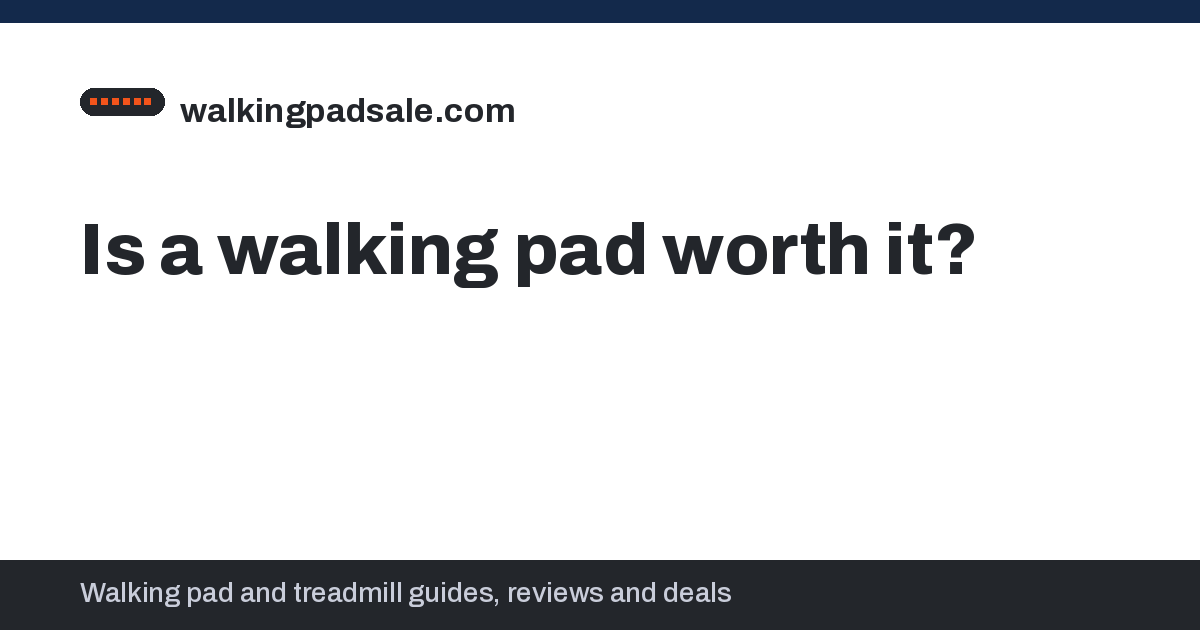 walkingpadsale.com
Is a walking pad worth it?
Walking pad and treadmill guides, reviews and deals